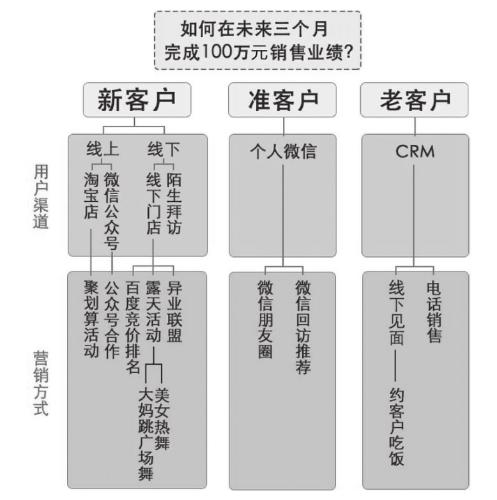 如何在未来三个月
完成100万元销售业绩?
新客户
准客户
老客户
用户渠道
线上
线下
淘宝店
微信公众号
线下门店
陌生拜访
个人微信
CRM
营销方式
聚划算活动
公众号合作
百度竞价排名
露天活动
异业联盟
大妈跳广场舞
美女热舞
微信朋友圈
微信回访推荐
线下见面
电话销售
约客户吃饭